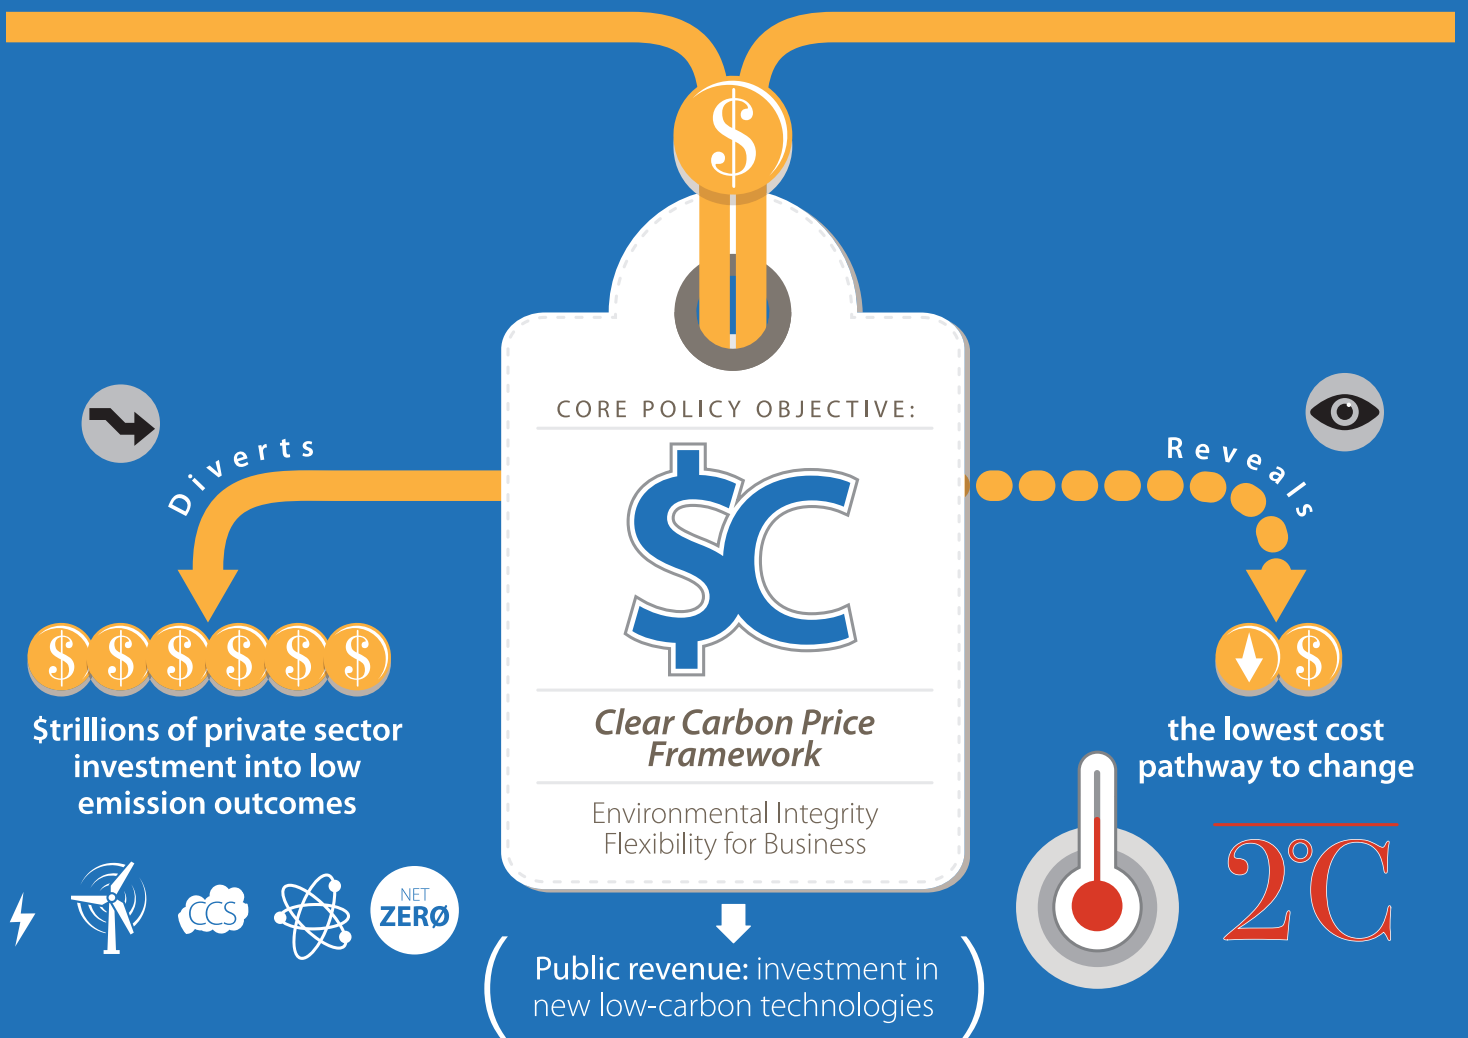 $
CORE POLICY OBJECTIVE:
$C
Clear Carbon Price
Framework
Environmental Integrity
Flexibility for Business
Diverts
$ $ $ $ $ $
$trillions of private sector
investment into low
emission outcomes
CCS
NET
ZERØ
Reveals
$
the lowest cost
pathway to change
2°C
Public revenue: investment in
new low-carbon technologies